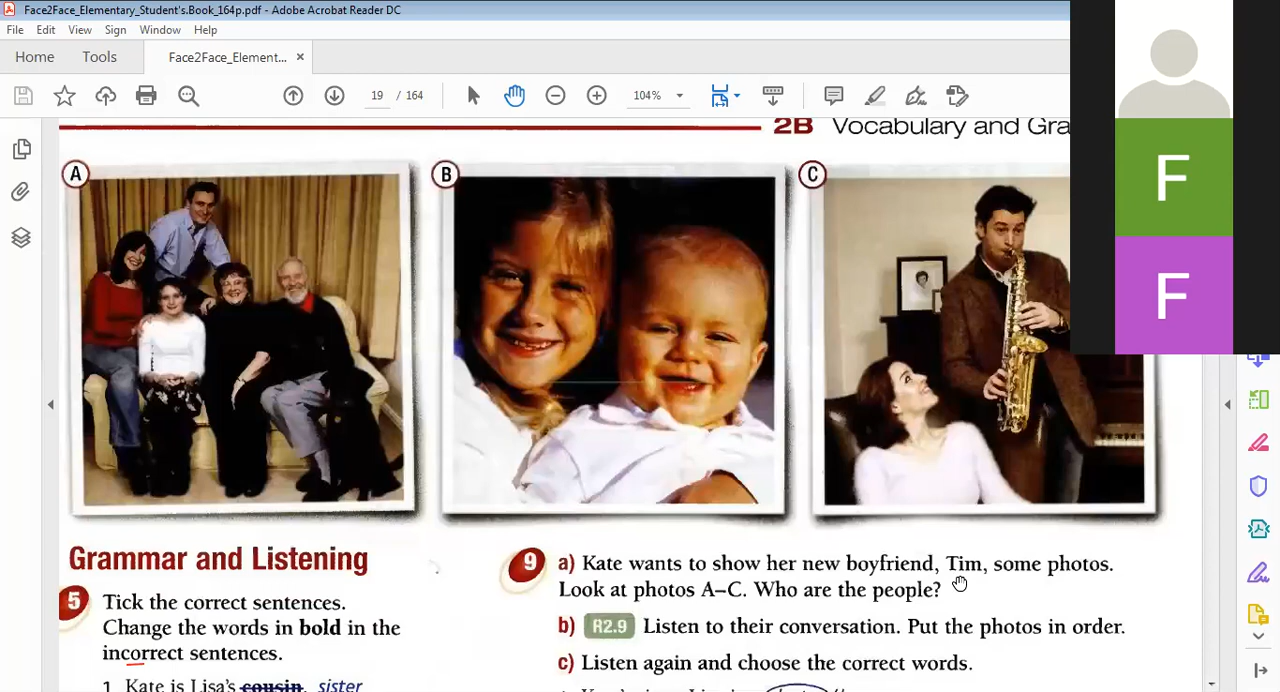 Face2Face_Elementary_Student's.Book_164p.pdf - Adobe Acrobat Reader DC
File Edit View Sign Window Help
Home Tools Face2Face_Element... ×
19 / 164 104%
2B Vocabulary and Gra
A B C
F
F
Grammar and Listening
5 Tick the correct sentences.
Change the words in bold in the
incorrect sentences.
1 Kate is Lisa's cousin. sister
9 a) Kate wants to show her new boyfriend, Tim, some photos.
Look at photos A–C. Who are the people?
b) R2.9 Listen to their conversation. Put the photos in order.
c) Listen again and choose the correct words.